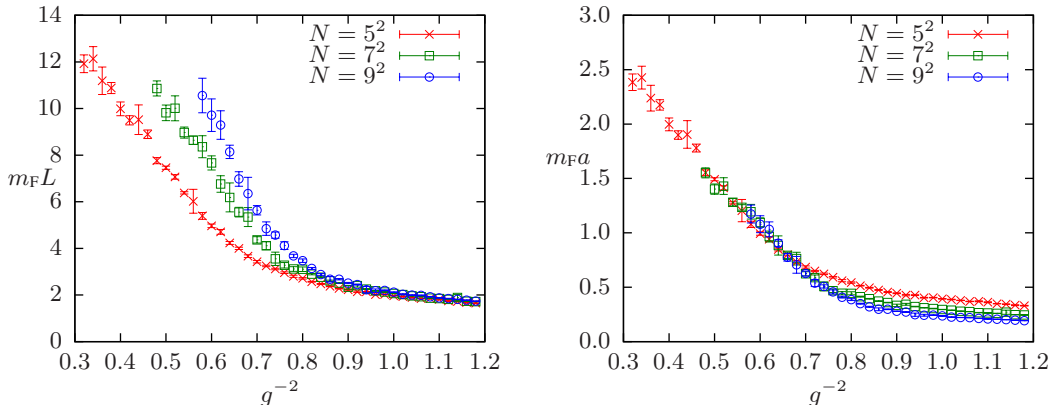 14
12
10
8
6
4
2
0
m_F L
0.3 0.4 0.5 0.6 0.7 0.8 0.9 1.0 1.1 1.2
g^{-2}
N = 5^2
N = 7^2
N = 9^2
3.0
2.5
2.0
1.5
1.0
0.5
0.0
m_F a
0.3 0.4 0.5 0.6 0.7 0.8 0.9 1.0 1.1 1.2
g^{-2}
N = 5^2
N = 7^2
N = 9^2